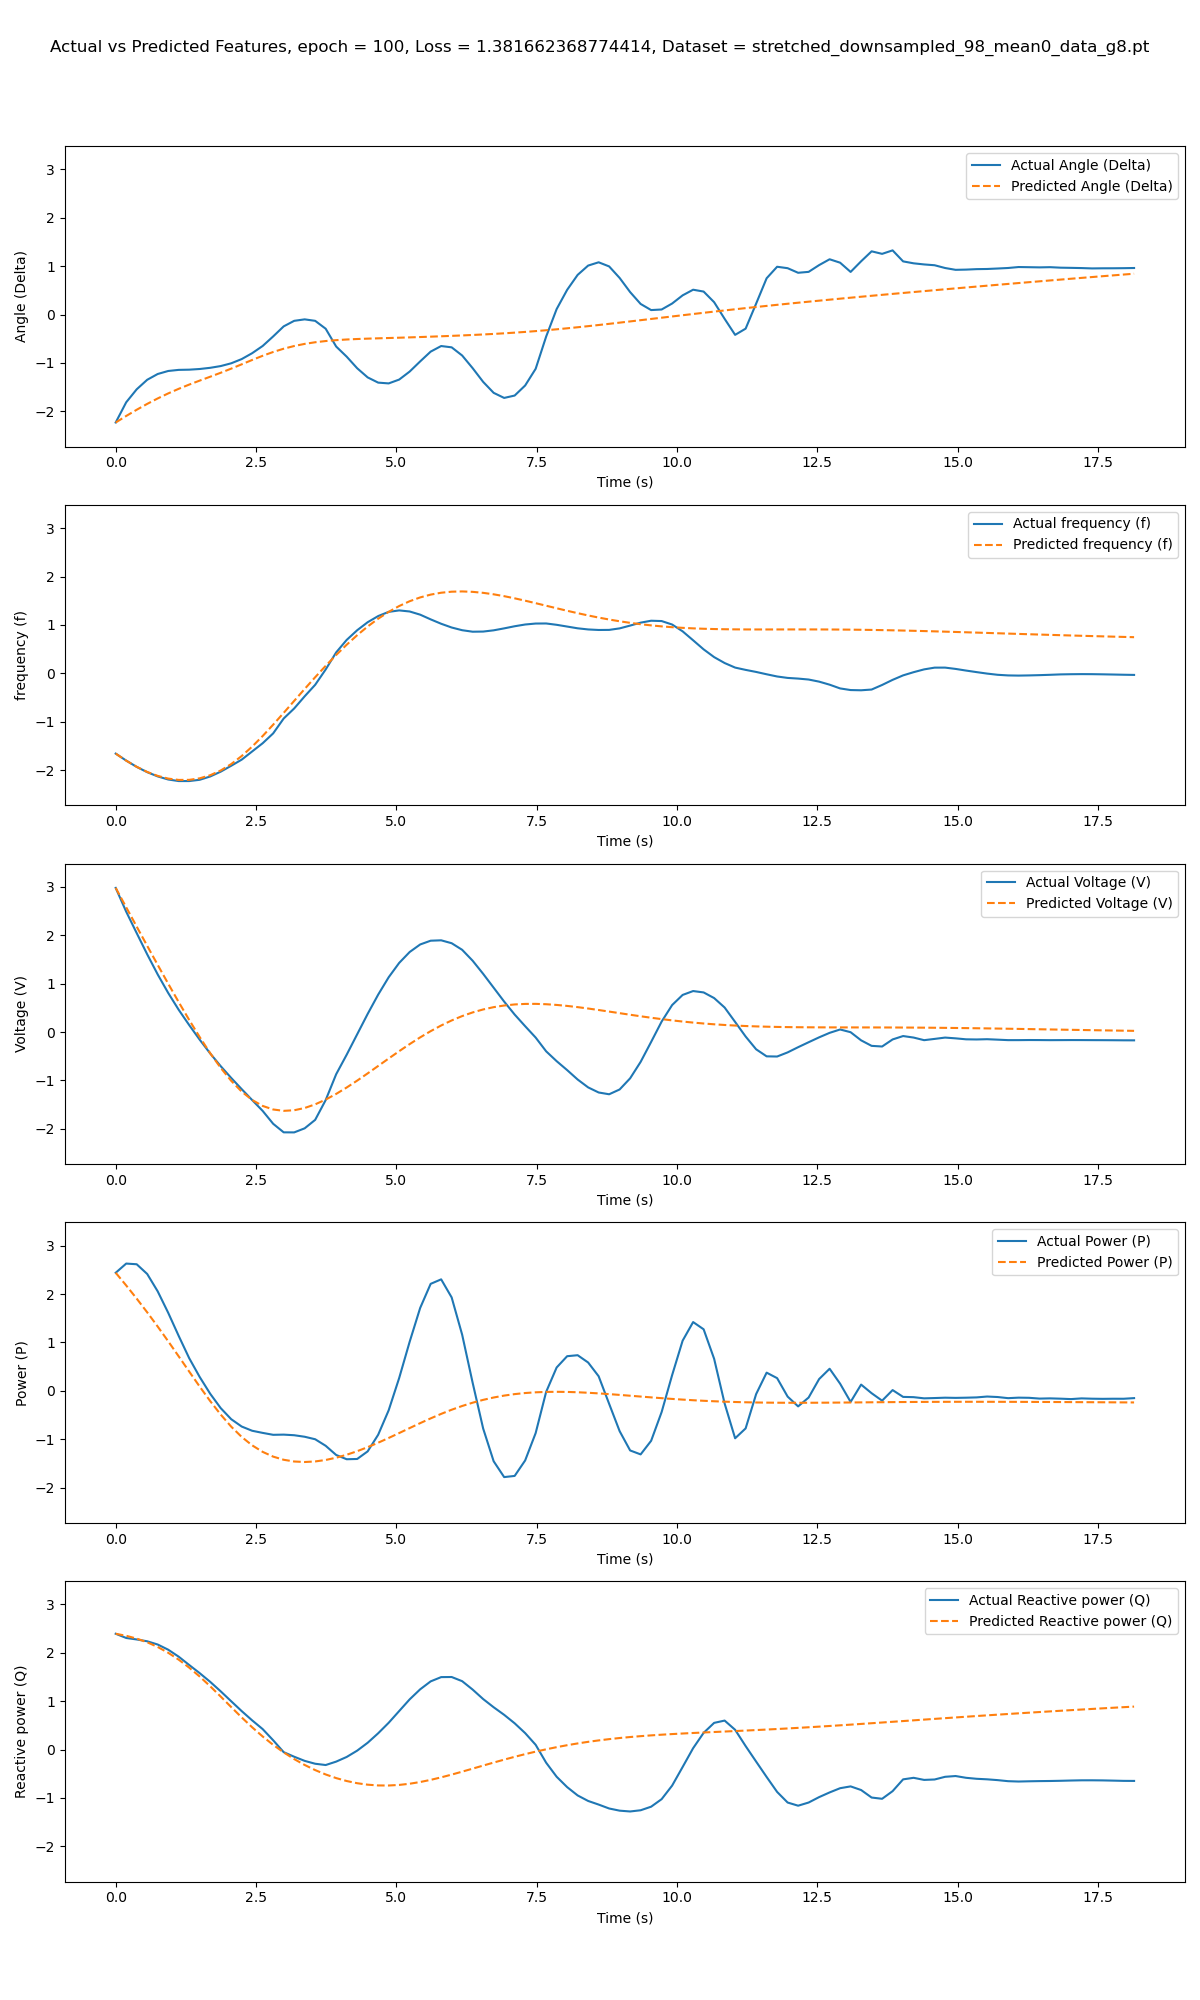 Actual vs Predicted Features, epoch = 100, Loss = 1.381662368774414, Dataset = stretched_downsampled_98_mean0_data_g8.pt
Actual Angle (Delta)
Predicted Angle (Delta)
Angle (Delta)
3
2
1
0
−1
−2
0.0 2.5 5.0 7.5 10.0 12.5 15.0 17.5
Time (s)
Actual frequency (f)
Predicted frequency (f)
frequency (f)
3
2
1
0
−1
−2
0.0 2.5 5.0 7.5 10.0 12.5 15.0 17.5
Time (s)
Actual Voltage (V)
Predicted Voltage (V)
Voltage (V)
3
2
1
0
−1
−2
0.0 2.5 5.0 7.5 10.0 12.5 15.0 17.5
Time (s)
Actual Power (P)
Predicted Power (P)
Power (P)
3
2
1
0
−1
−2
0.0 2.5 5.0 7.5 10.0 12.5 15.0 17.5
Time (s)
Actual Reactive power (Q)
Predicted Reactive power (Q)
Reactive power (Q)
3
2
1
0
−1
−2
0.0 2.5 5.0 7.5 10.0 12.5 15.0 17.5
Time (s)